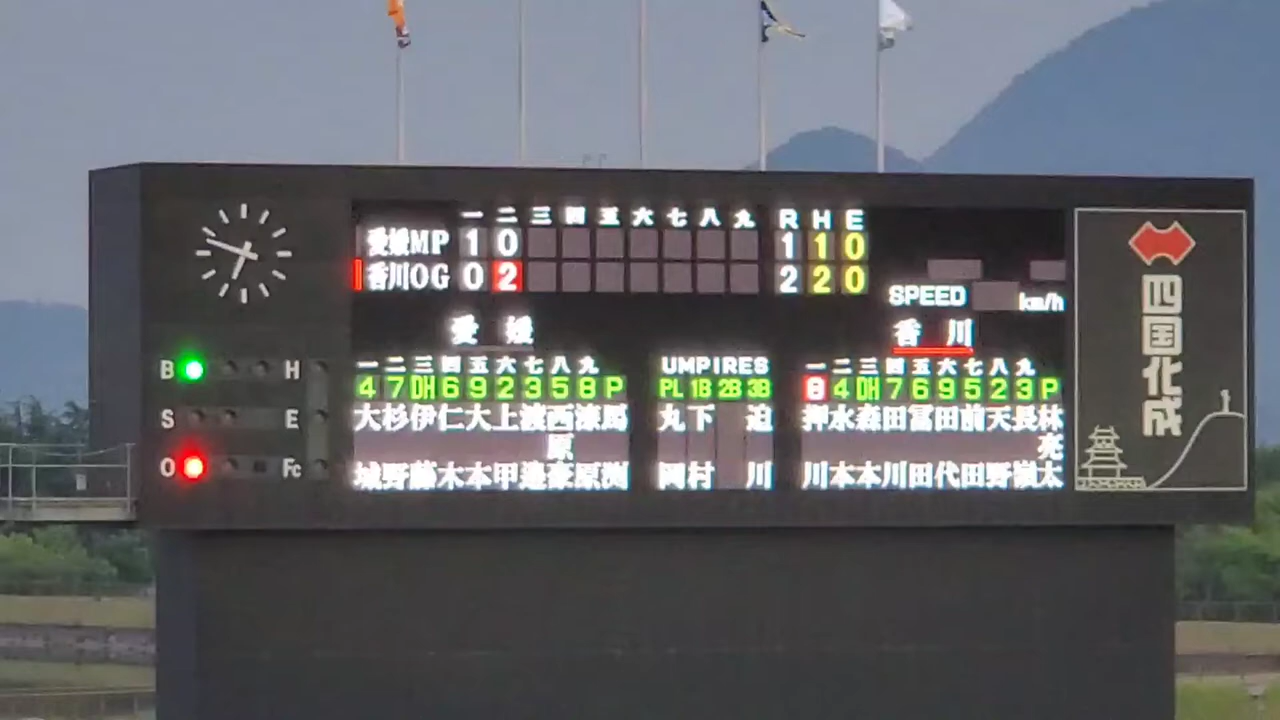 一 二 三 四 五 六 七 八 九 R H E
愛媛MP 1 0 1 1 0
香川OG 0 2 2 2 0
SPEED km/h
愛 媛
香 川
B H
S E
O Fc
一二三四五六七八九
4 7 DH 6 9 2 3 5 8 P
大城
杉野
伊藤
仁木
大本
上甲
渡邉
西原
漆原
馬渕
UMPIRES
PL 1B 2B 3B
丸岡
下村
迫川
一二三四五六七八九
8 4 DH 7 6 9 5 2 3 P
押川
水本
森本
田川
冨田
田代
前田
天野
長嶺
林亮太
四国化成